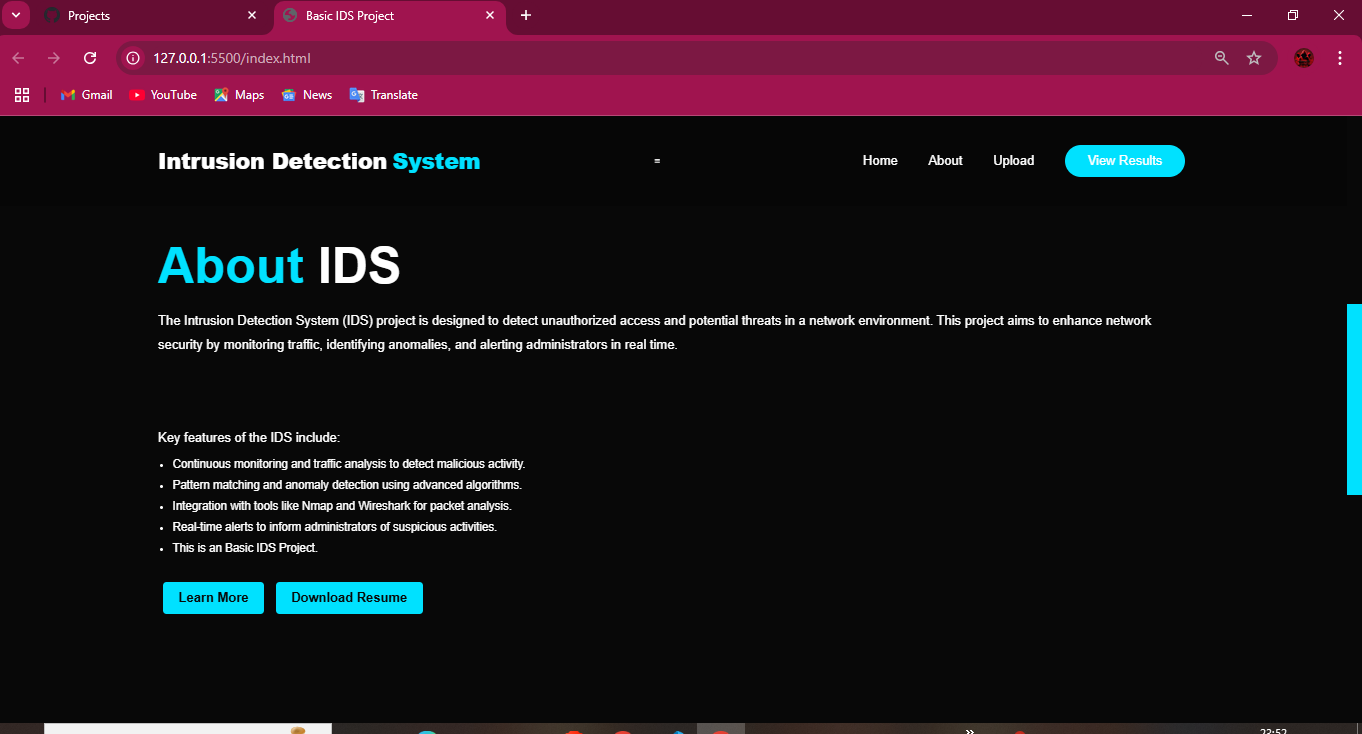 Projects
Basic IDS Project
127.0.0.1:5500/index.html
Gmail
YouTube
Maps
News
Translate
Intrusion Detection System
≡
Home
About
Upload
View Results
About IDS
The Intrusion Detection System (IDS) project is designed to detect unauthorized access and potential threats in a network environment. This project aims to enhance network
security by monitoring traffic, identifying anomalies, and alerting administrators in real time.
Key features of the IDS include:
• Continuous monitoring and traffic analysis to detect malicious activity.
• Pattern matching and anomaly detection using advanced algorithms.
• Integration with tools like Nmap and Wireshark for packet analysis.
• Real-time alerts to inform administrators of suspicious activities.
• This is an Basic IDS Project.
Learn More
Download Resume